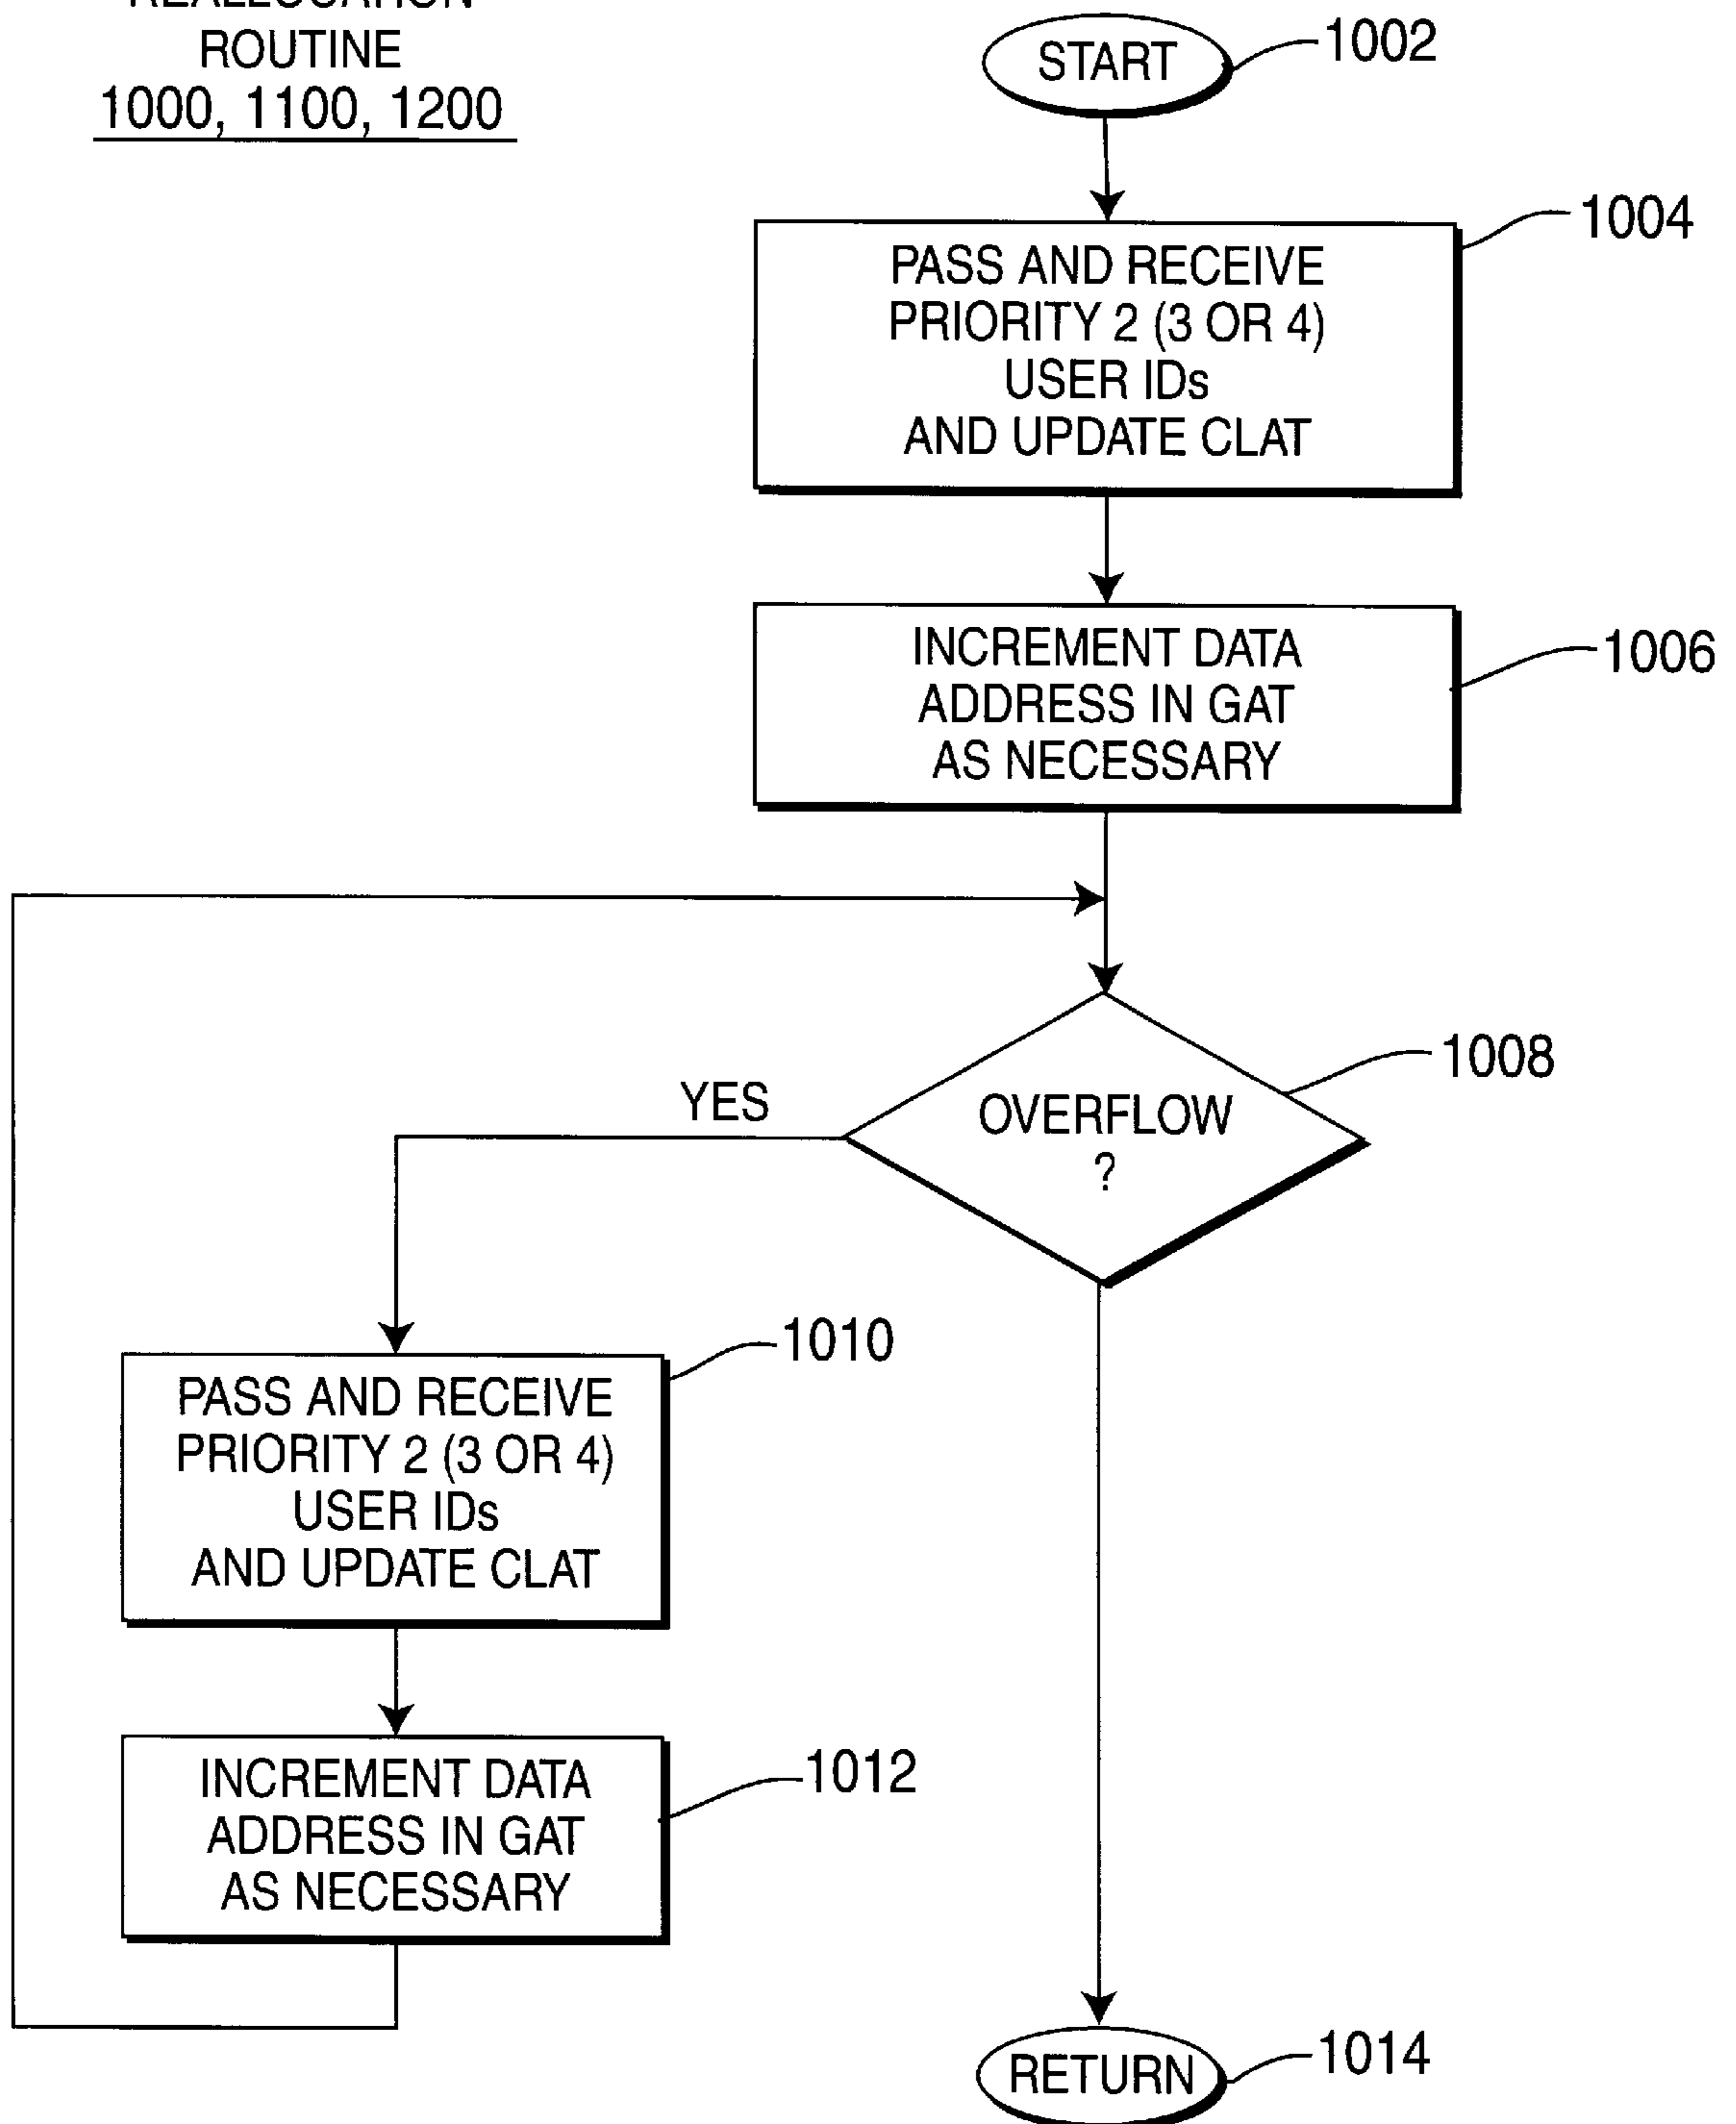 REALLOCATION
ROUTINE
1000, 1100, 1200
START
1002
PASS AND RECEIVE
PRIORITY 2 (3 OR 4)
USER IDs
AND UPDATE CLAT
1004
INCREMENT DATA
ADDRESS IN GAT
AS NECESSARY
1006
OVERFLOW
?
1008
YES
PASS AND RECEIVE
PRIORITY 2 (3 OR 4)
USER IDs
AND UPDATE CLAT
1010
INCREMENT DATA
ADDRESS IN GAT
AS NECESSARY
1012
RETURN
1014